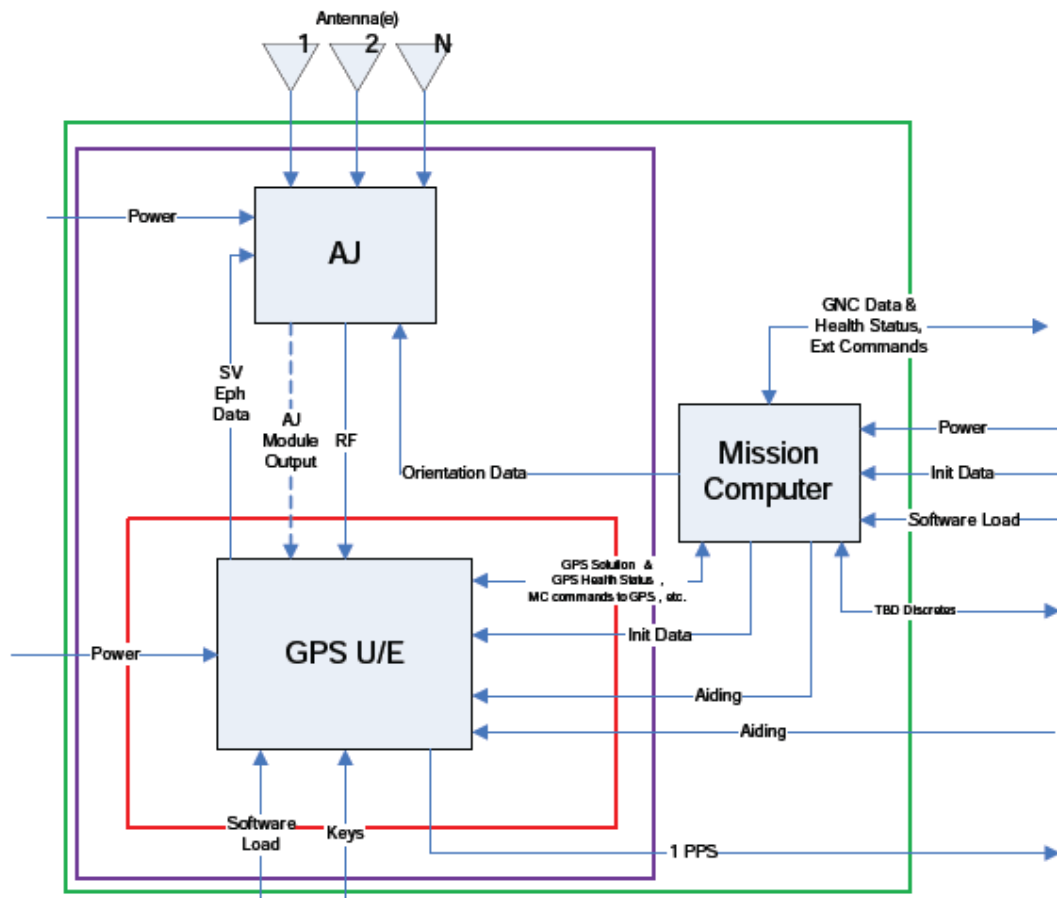 Antenna(e)
1 2 N
Power
AJ
GNC Data &
Health Status,
Ext Commands
SV
Eph
Data
AJ
Module
Output
RF
Orientation Data
Mission
Computer
Power
Init Data
Software Load
GPS Solution &
GPS Health Status ,
MC commands to GPS , etc.
TBD Discretes
Init Data
Power
GPS U/E
Aiding
Aiding
Software
Load
Keys
1 PPS